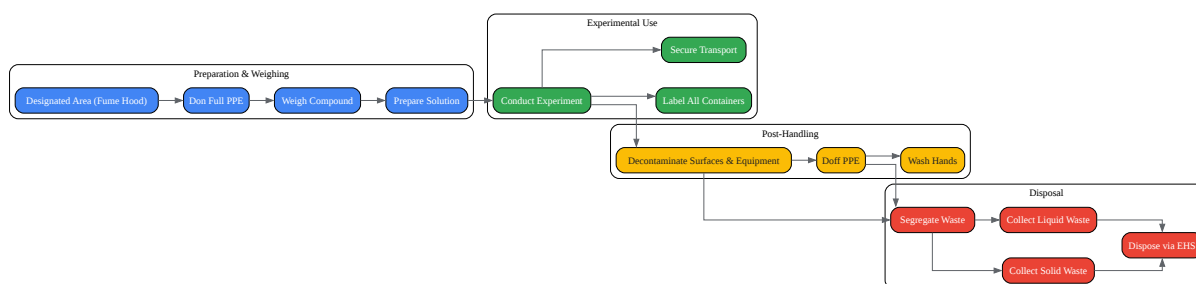 Experimental Use
Secure Transport
Preparation & Weighing
Designated Area (Fume Hood)
Don Full PPE
Weigh Compound
Prepare Solution
Conduct Experiment
Label All Containers
Post-Handling
Decontaminate Surfaces & Equipment
Doff PPE
Wash Hands
Disposal
Segregate Waste
Collect Liquid Waste
Dispose via EHS
Collect Solid Waste